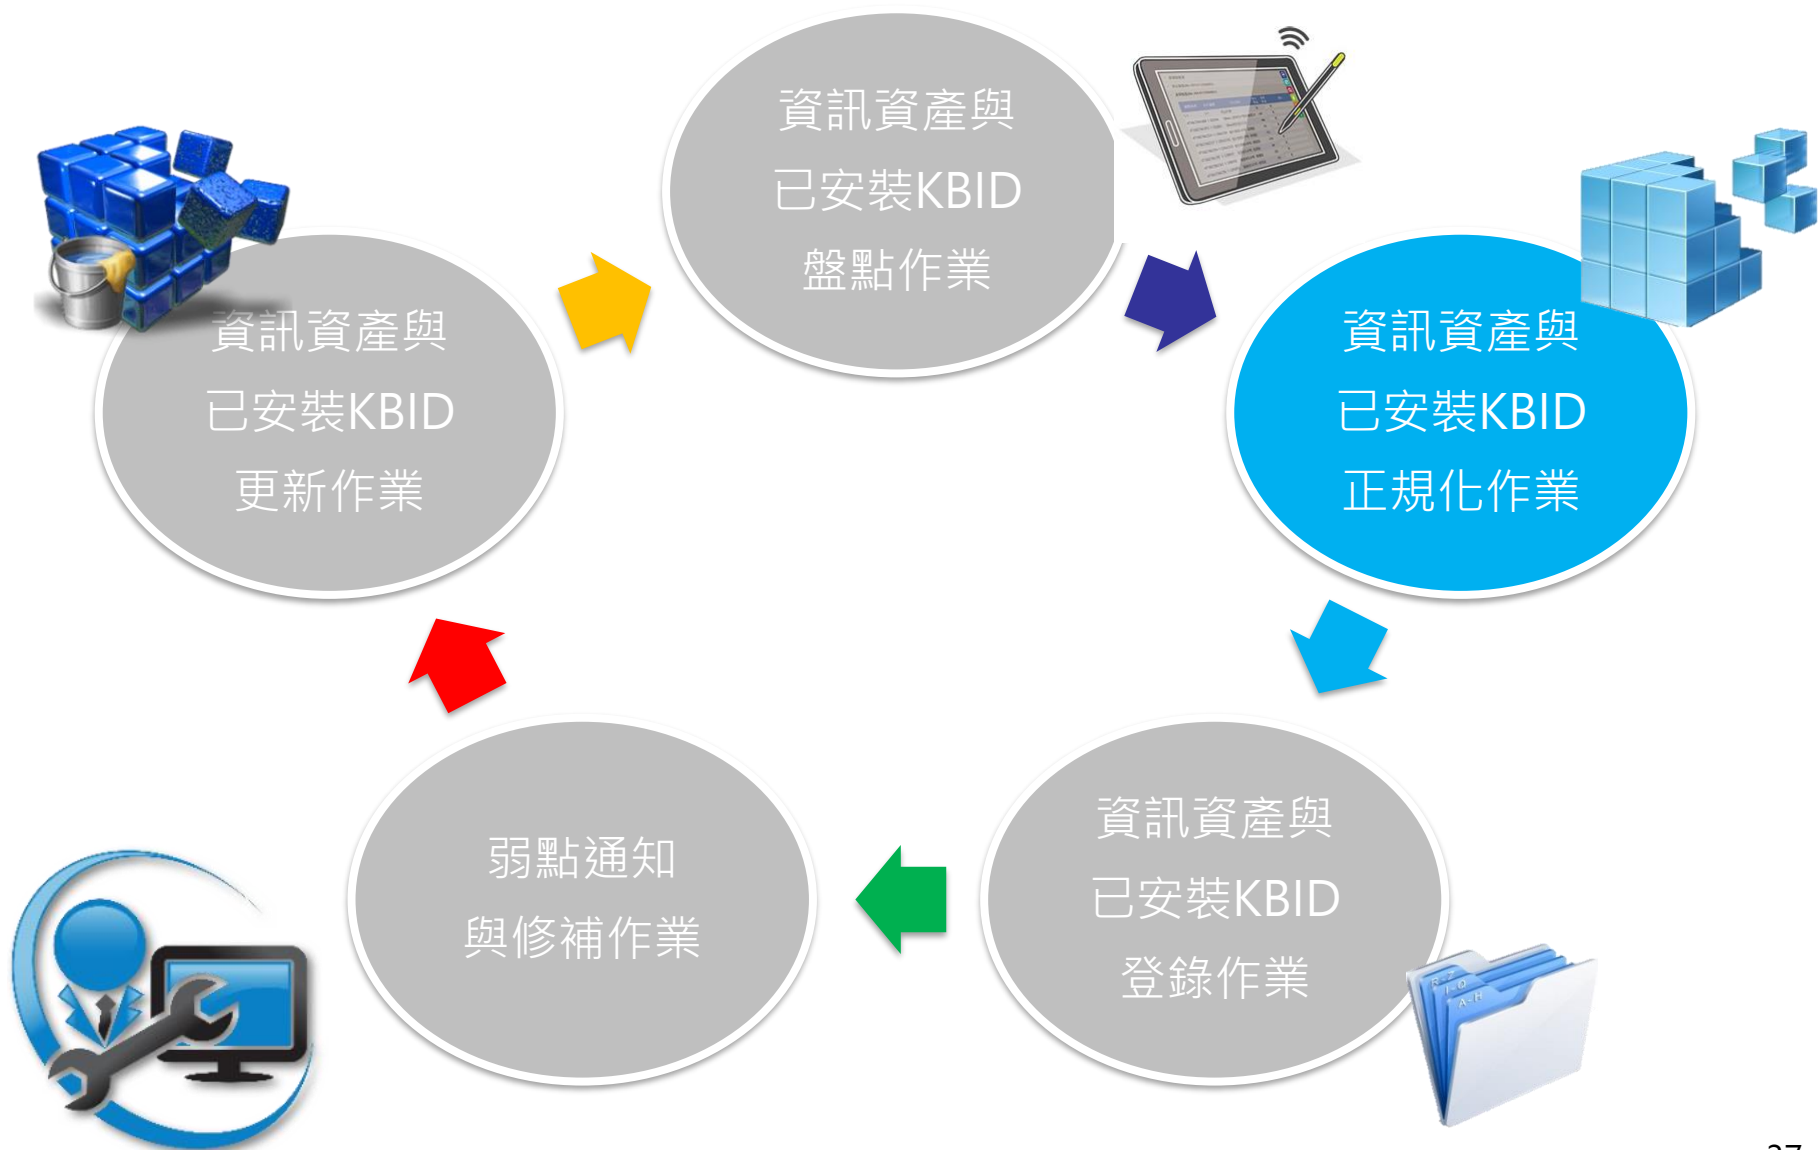 資訊資產與
已安裝KBID
盤點作業
資訊資產與
已安裝KBID
正規化作業
資訊資產與
已安裝KBID
登錄作業
弱點通知
與修補作業
資訊資產與
已安裝KBID
更新作業
R-Z
I-Q
A-H